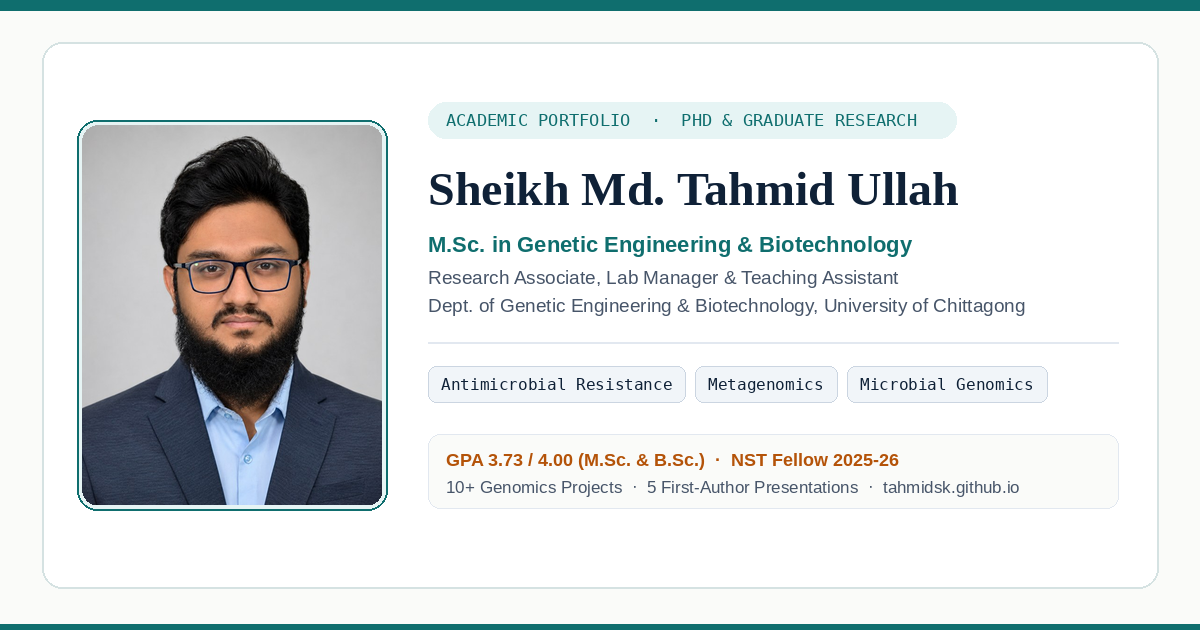 ACADEMIC PORTFOLIO · PHD & GRADUATE RESEARCH
Sheikh Md. Tahmid Ullah
M.Sc. in Genetic Engineering & Biotechnology
Research Associate, Lab Manager & Teaching Assistant
Dept. of Genetic Engineering & Biotechnology, University of Chittagong
Antimicrobial Resistance Metagenomics Microbial Genomics
GPA 3.73 / 4.00 (M.Sc. & B.Sc.) · NST Fellow 2025-26
10+ Genomics Projects · 5 First-Author Presentations · tahmidsk.github.io